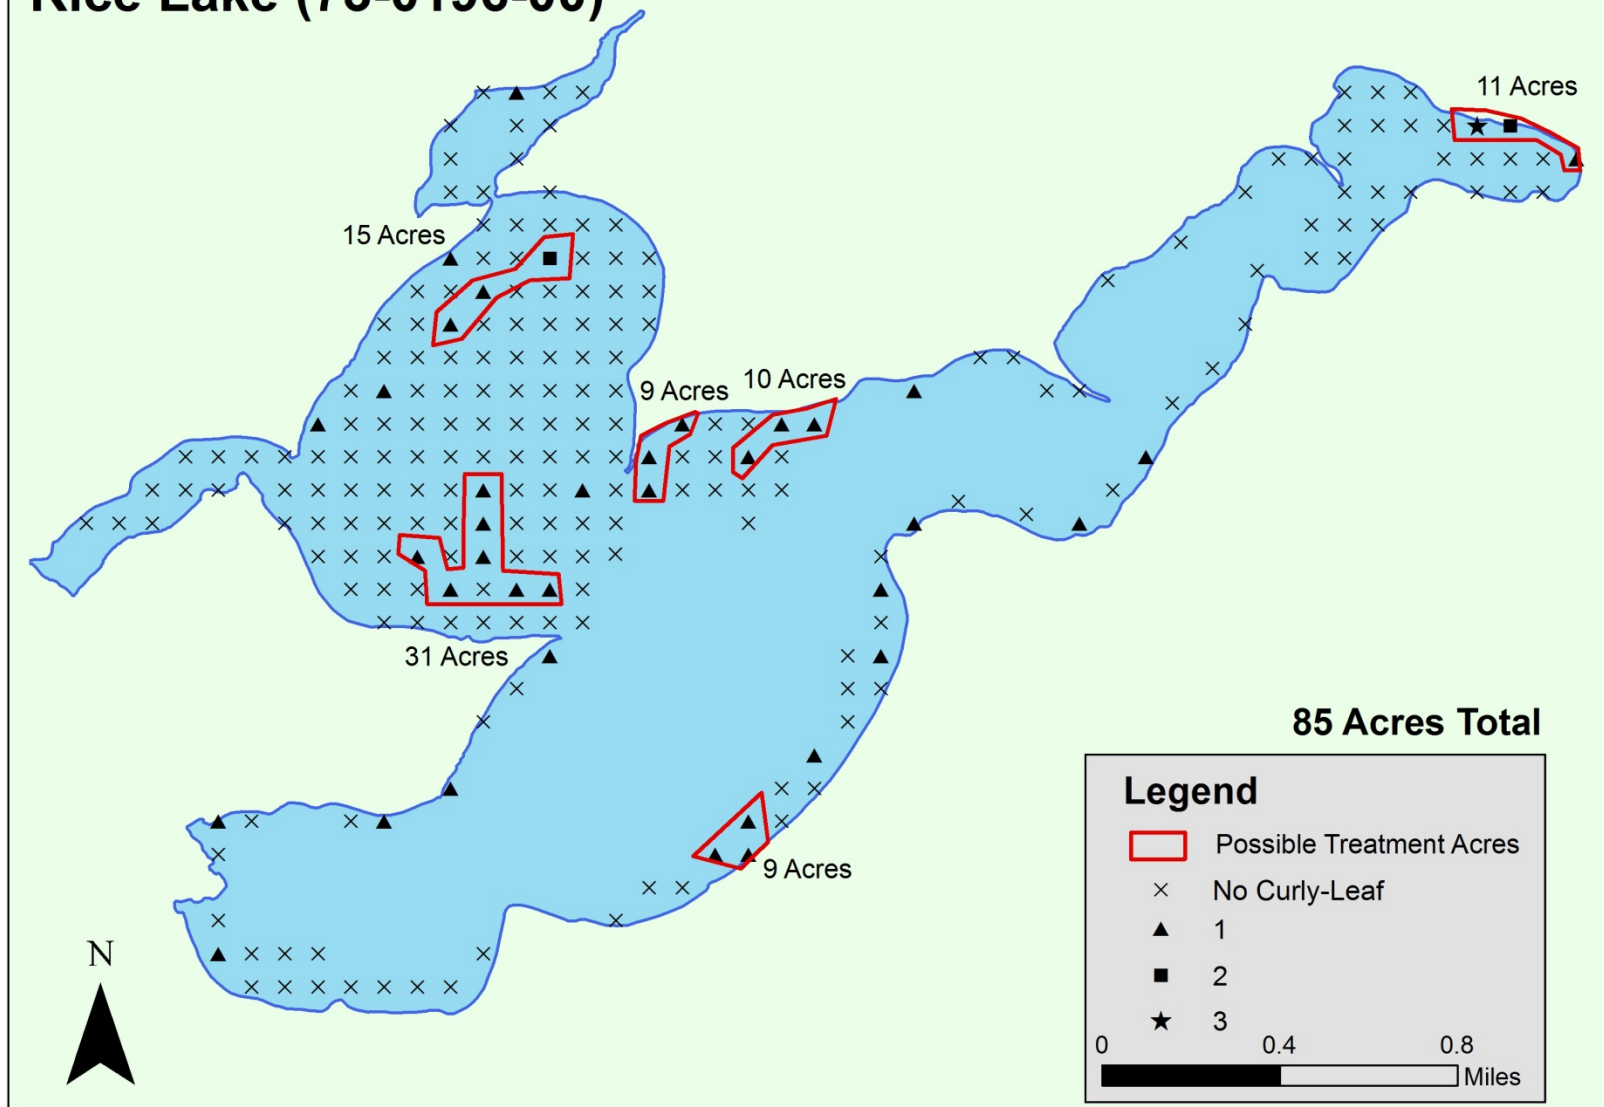 11 Acres
15 Acres
9 Acres
10 Acres
31 Acres
85 Acres Total
9 Acres
Legend
Possible Treatment Acres
No Curly-Leaf
1
2
3
N
0 0.4 0.8
Miles